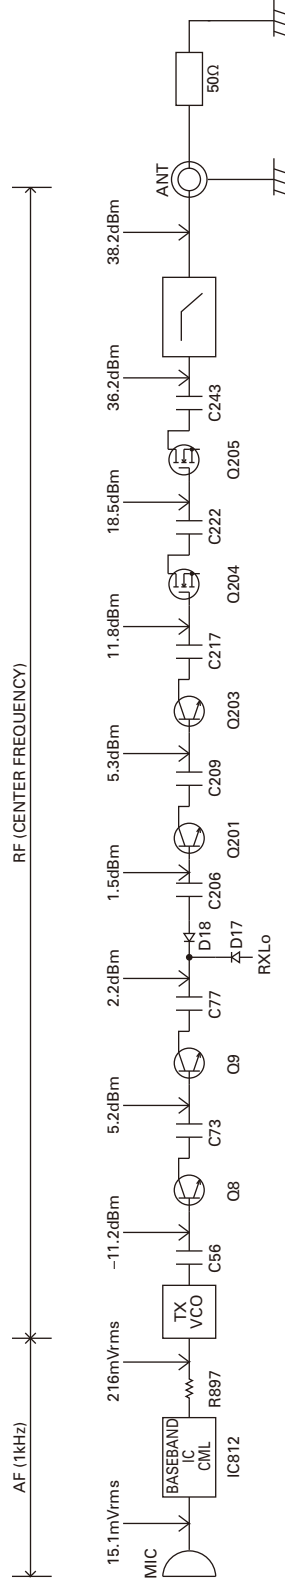 AF (1kHz)
RF (CENTER FREQUENCY)
15.1mVrms
216mVrms
−11.2dBm
5.2dBm
2.2dBm
1.5dBm
5.3dBm
11.8dBm
18.5dBm
36.2dBm
38.2dBm
ANT
50Ω
MIC
BASEBAND
IC
CML
TX
VCO
IC812
R897
C56
Q8
C73
Q9
C77
D18
D17
RXLo
C206
Q201
C209
Q203
C217
Q204
C222
Q205
C243